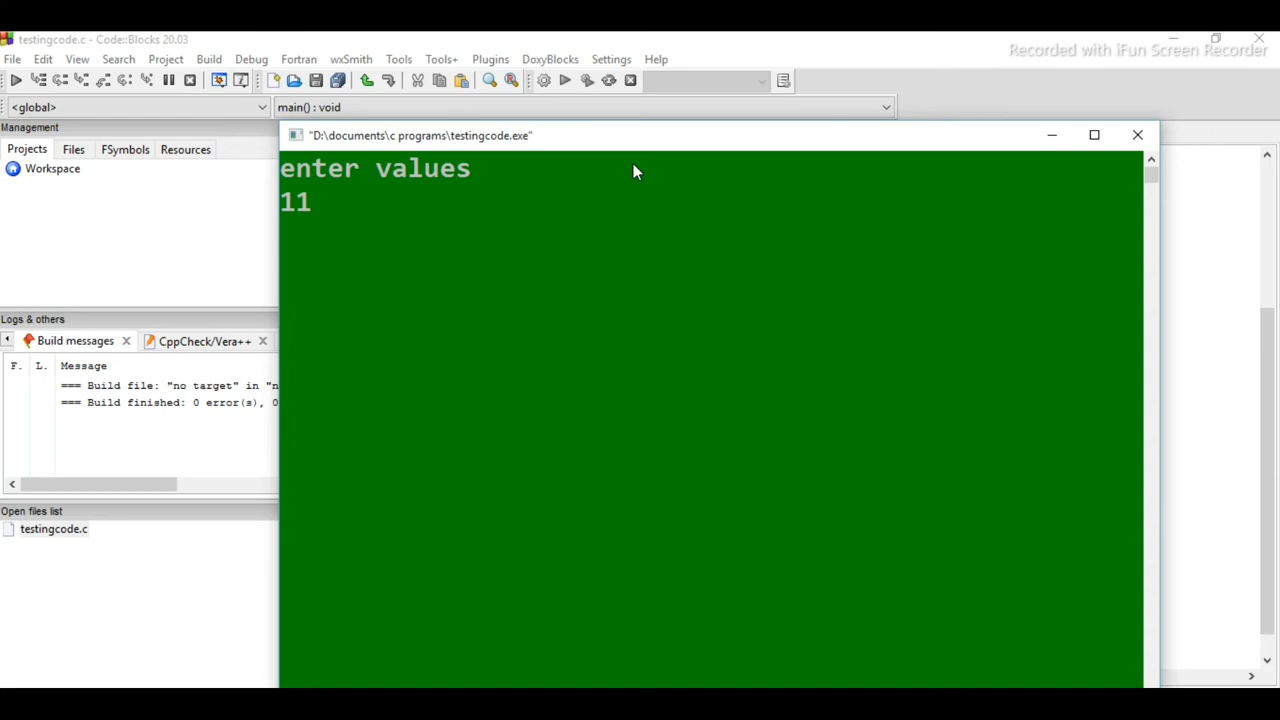 testingcode.c - Code::Blocks 20.03
Recorded with iFun Screen Recorder
File Edit View Search Project Build Debug Fortran wxSmith Tools Tools+ Plugins DoxyBlocks Settings Help
<global> main() : void
Management
"D:\documents\c programs\testingcode.exe"
Projects Files FSymbols Resources
Workspace
enter values
11
Logs & others
Build messages CppCheck/Vera++
F. L. Message
=== Build file: "no target" in "n
=== Build finished: 0 error(s), 0
Open files list
testingcode.c